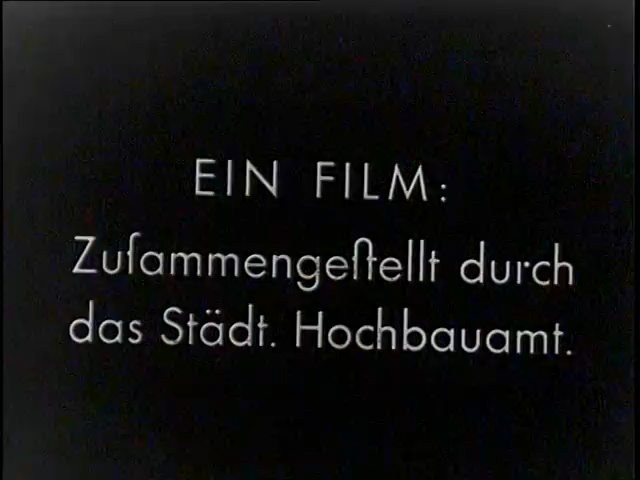 EIN FILM:
Zuſammengeſtellt durch
das Städt. Hochbauamt.